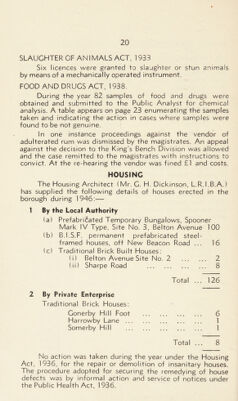 20
SLAUGHTER OF ANIMALS ACT, 1933
Six licences were granted to slaughter or stun animals
by means of a mechanically operated instrument.
FOOD AND DRUGS ACT, 1938.
During the year 82 samples of food and drugs were
obtained and submitted to the Public Analyst for chemical
analysis. A table appears on page 23 enumerating the samples
taken and indicating the action in cases where samples were
found to be not genuine.
In one instance proceedings against the vendor of
adulterated rum was dismissed by the magistrates. An appeal
against the decision to the King's Bench Division was allowed
and the case remitted to the magistrates with instructions to
convict. At the re-hearing the vendor was fined £1 and costs.
HOUSING
The Housing Architect (Mr. G. H. Dickinson, L.R.I.B.A.)
has supplied the following details of houses erected in the
borough during 1946:—
1 By the Local Authority
(a) Prefabricated Temporary Bungalows, Spooner
Mark IV Type, Site No. 3, Belton Avenue 100
(b) B.I.S.F. permanent prefabricated steel-
framed houses, off New Beacon Road ... 16
(c) Traditional Brick Built Houses:
(i) Belton Avenue Site No. 2 ... ... 2
(ii) Sharpe Road ... ... ... 8
Total ... 126
2 By Private Enterprise
Traditional Brick Houses:
Gonerby Hill Foot ... ... ... 6
Harrowby Lane ... ... ... ... 1
Somerby Hill ... ... ... ... 1
Total ... 8
No action was taken during the year under the Housing
Act, 1936, for the repair or demolition of insanitary houses.
The procedure adopted for securing the remedying of house
defects was by informal action and service of notices under
the Public Health Act, 1936.